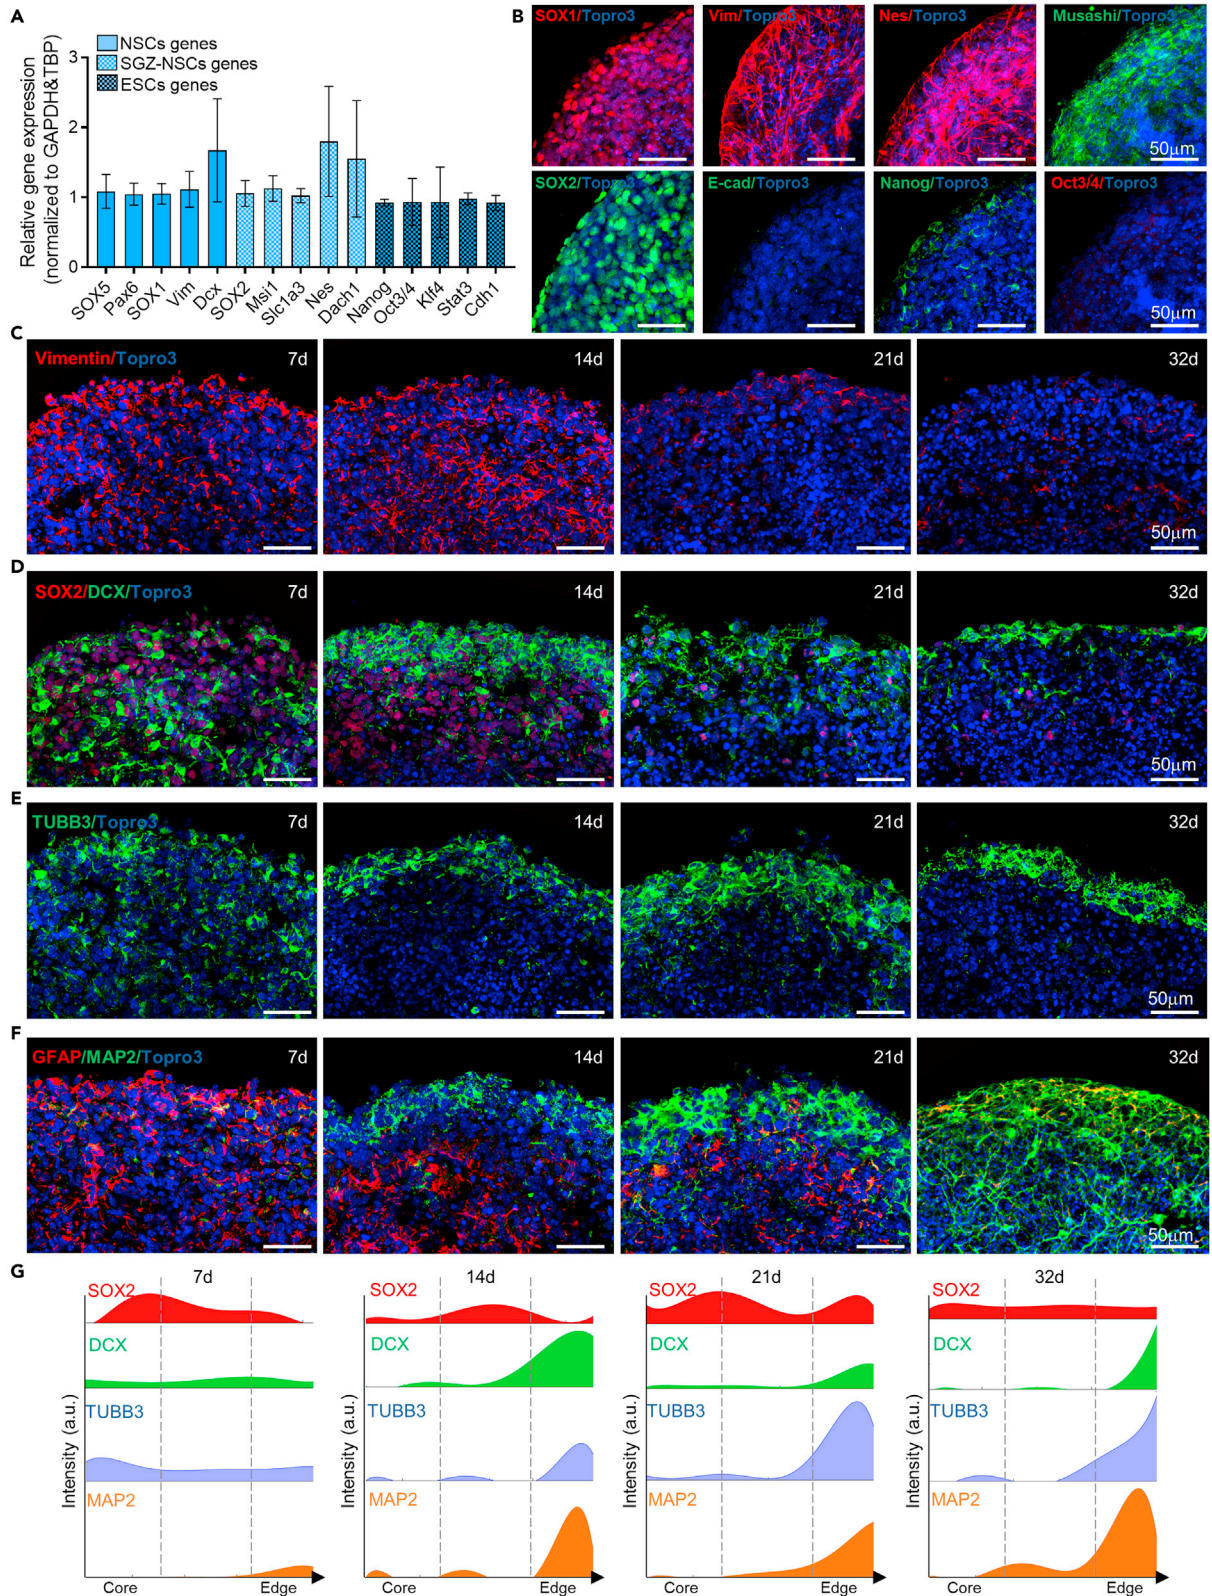 A
NSCs genes
SGZ-NSCs genes
ESCs genes
Relative gene expression
(normalized to GAPDH&TBP)
3
2
1
0
SOX5
Pax6
SOX1
Vim
Dcx
SOX2
Msi1
Slc1a3
Nes
Dach1
Nanog
Oct3/4
Klf4
Stat3
Cdh1
B
SOX1/Topro3
Vim/Topro3
Nes/Topro3
Musashi/Topro3
50μm
SOX2/Topro3
E-cad/Topro3
Nanog/Topro3
Oct3/4/Topro3
50μm
C
Vimentin/Topro3
7d
14d
21d
32d
50μm
D
SOX2/DCX/Topro3
7d
14d
21d
32d
50μm
E
TUBB3/Topro3
7d
14d
21d
32d
50μm
F
GFAP/MAP2/Topro3
7d
14d
21d
32d
50μm
G
7d
SOX2
DCX
TUBB3
MAP2
Intensity (a.u.)
Core
Edge
14d
SOX2
DCX
TUBB3
MAP2
Intensity (a.u.)
Core
Edge
21d
SOX2
DCX
TUBB3
MAP2
Intensity (a.u.)
Core
Edge
32d
SOX2
DCX
TUBB3
MAP2
Intensity (a.u.)
Core
Edge